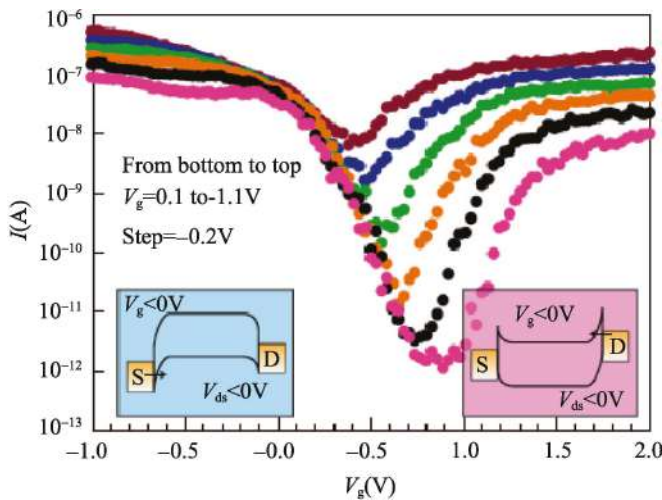 10⁻⁶
10⁻⁷
10⁻⁸
10⁻⁹
10⁻¹⁰
10⁻¹¹
10⁻¹²
10⁻¹³
I(A)
From bottom to top
Vg=0.1 to-1.1V
Step=–0.2V
Vg<0V
S
D
Vds<0V
Vg<0V
S
D
Vds<0V
–1.0
–0.5
–0.0
–0.5
1.0
1.5
2.0
Vg(V)